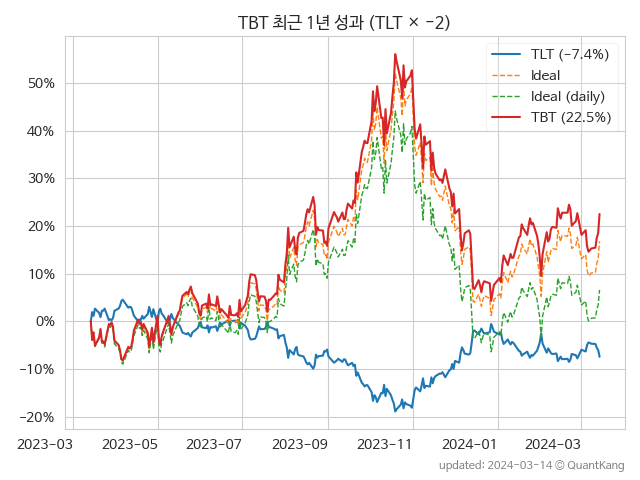 TBT 최근 1년 성과 (TLT × −2)
TLT (−7.4%)
Ideal
Ideal (daily)
TBT (22.5%)
50%
40%
30%
20%
10%
0%
−10%
−20%
2023-03 2023-05 2023-07 2023-09 2023-11 2024-01 2024-03
updated: 2024-03-14 ⓒ QuantKang